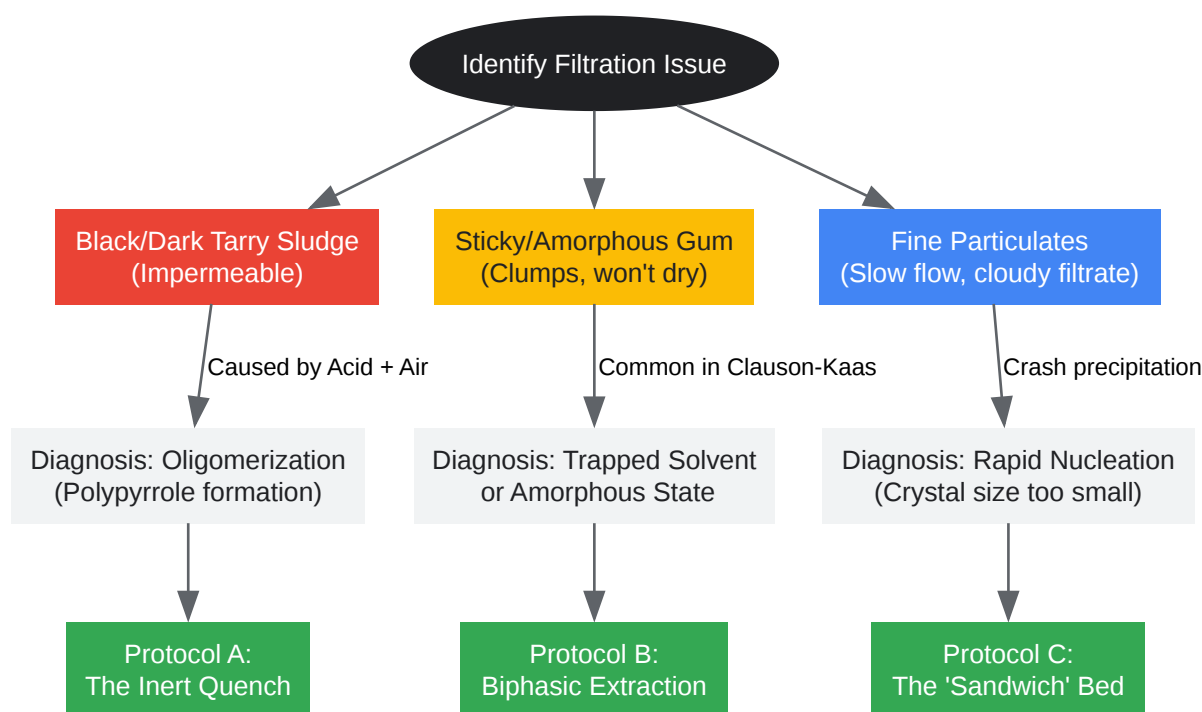 Identify Filtration Issue
Black/Dark Tarry Sludge
(Impermeable)
Sticky/Amorphous Gum
(Clumps, won't dry)
Fine Particulates
(Slow flow, cloudy filtrate)
Caused by Acid + Air
Common in Clauson-Kaas
Crash precipitation
Diagnosis: Oligomerization
(Polypyrrole formation)
Diagnosis: Trapped Solvent
or Amorphous State
Diagnosis: Rapid Nucleation
(Crystal size too small)
Protocol A:
The Inert Quench
Protocol B:
Biphasic Extraction
Protocol C:
The 'Sandwich' Bed